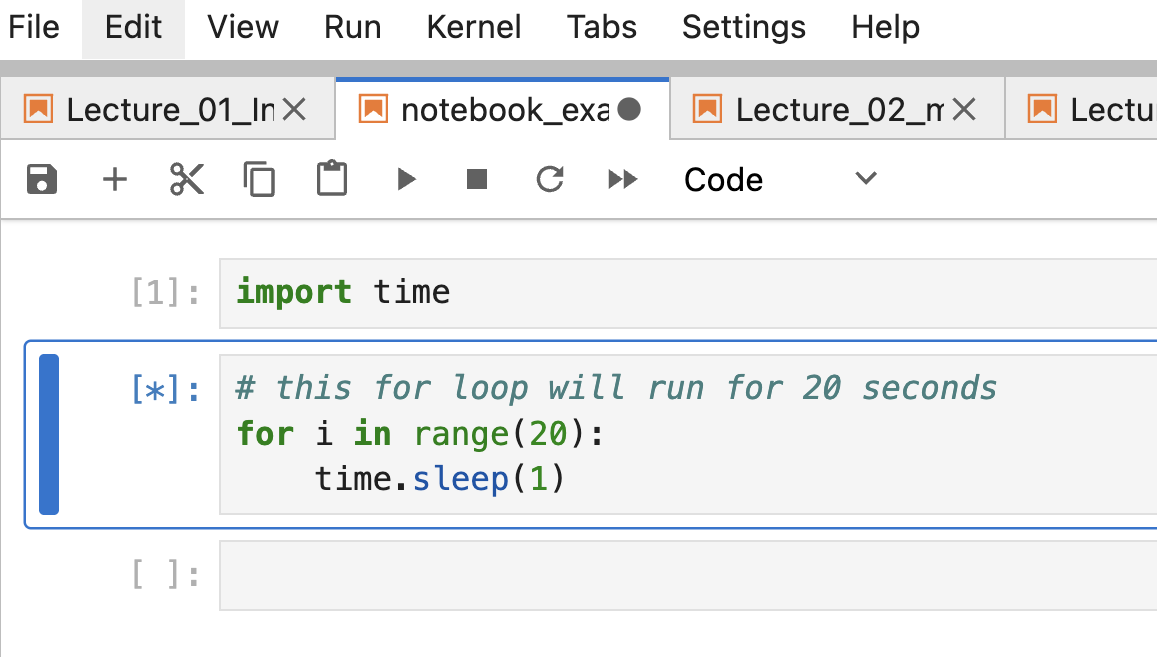 File Edit View Run Kernel Tabs Settings Help
Lecture_01_In notebook_exa Lecture_02_m Lectu
Code
[1]: import time
[*]: # this for loop will run for 20 seconds
for i in range(20):
    time.sleep(1)
[ ]: